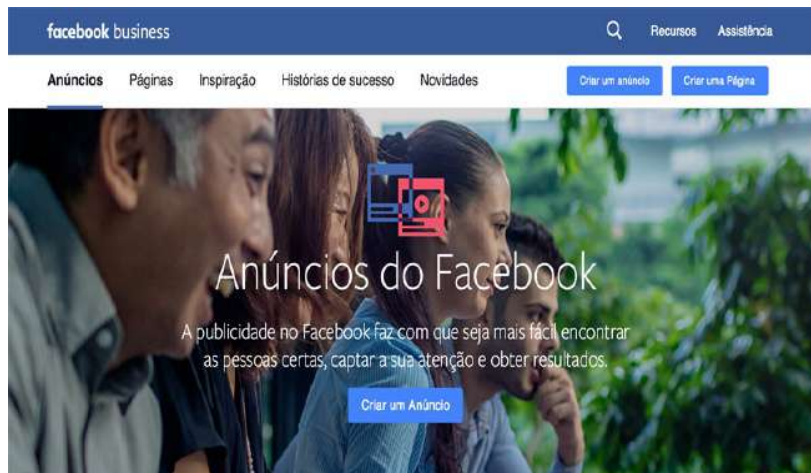 facebook business
Recursos Assistência
Anúncios Páginas Inspiração Histórias de sucesso Novidades
Criar um anúncio Criar uma Página
Anúncios do Facebook
A publicidade no Facebook faz com que seja mais fácil encontrar
as pessoas certas, captar a sua atenção e obter resultados.
Criar um Anúncio